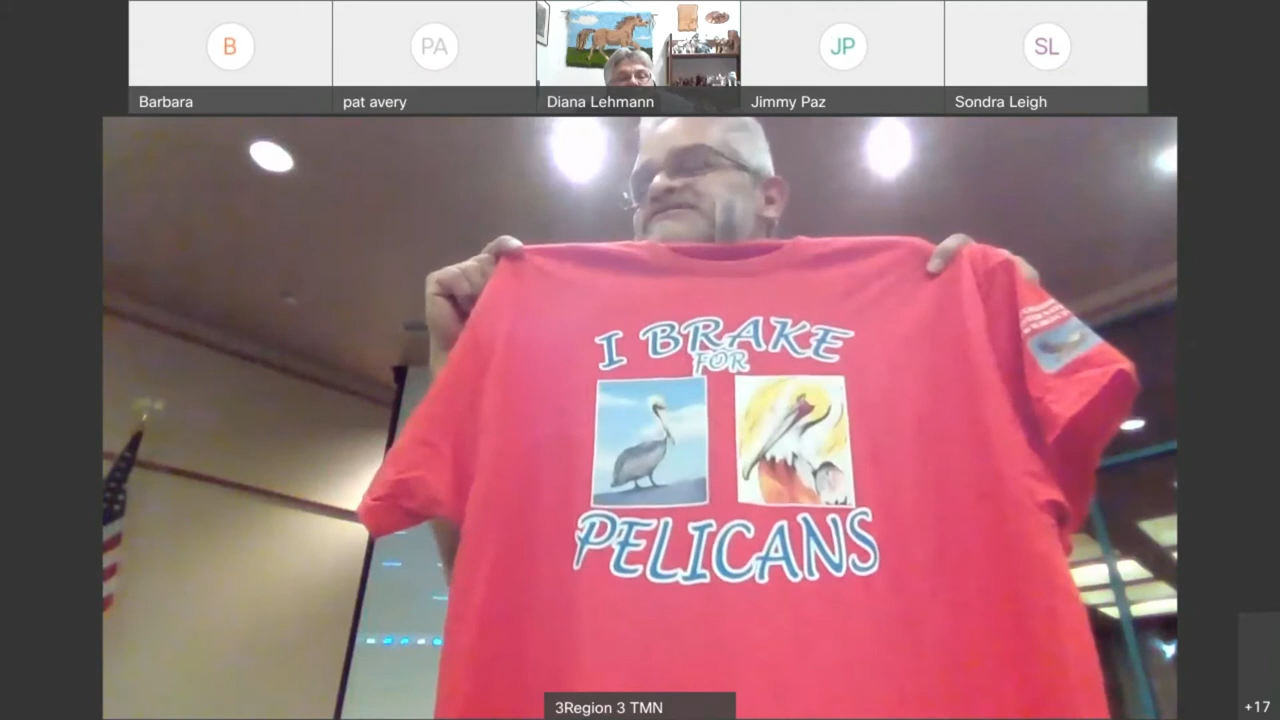 B
Barbara
PA
pat avery
Diana Lehmann
JP
Jimmy Paz
SL
Sondra Leigh
I BRAKE
FOR
PELICANS
3Region 3 TMN
+17